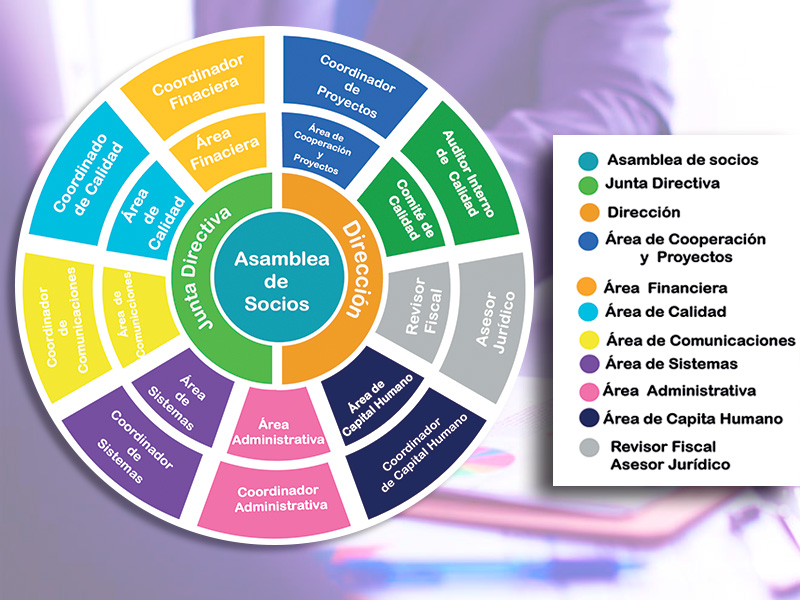 Coordinador
Finaciera
Área
Finaciera
Coordinador
de
Proyectos
Área de
Cooperación
y
Proyectos
Auditor Interno
de Calidad
Comité de
Calidad
Asesor
Jurídico
Revisor
Fiscal
Coordinador
de Capital Humano
Área de
Capital Humano
Coordinador
Administrativa
Área
Administrativa
Coordinador
de
Sistemas
Área
de
Sistemas
Coordinador
de
Comunicaciones
Área de
Comunicciones
Coordinado
de Calidad
Área
de
Calidad
Junta Directiva
Dirección
Asamblea
de
Socios
Asamblea de socios
Junta Directiva
Dirección
Área de Cooperación
y Proyectos
Área Financiera
Área de Calidad
Área de Comunicaciones
Área de Sistemas
Área Administrativa
Área de Capita Humano
Revisor Fiscal
Asesor Jurídico